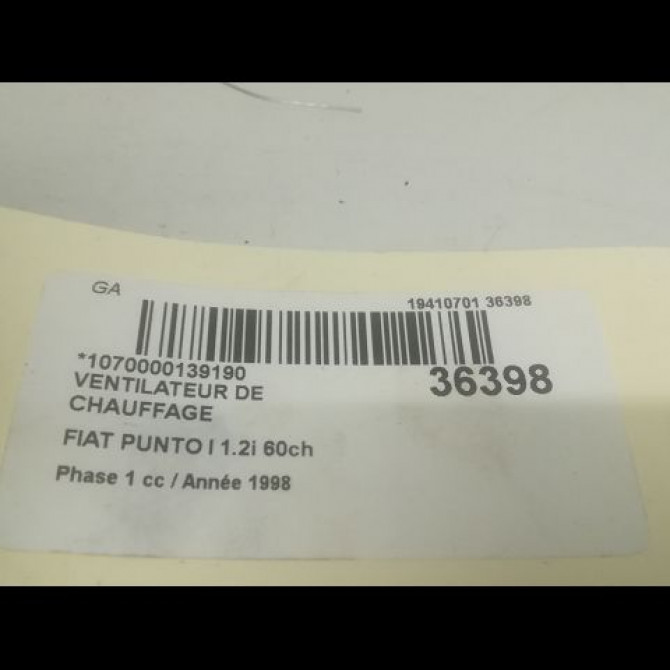 GA
19410701 36398
*1070000139190
36398
VENTILATEUR DE
CHAUFFAGE
FIAT PUNTO I 1.2i 60ch
Phase 1 cc / Année 1998